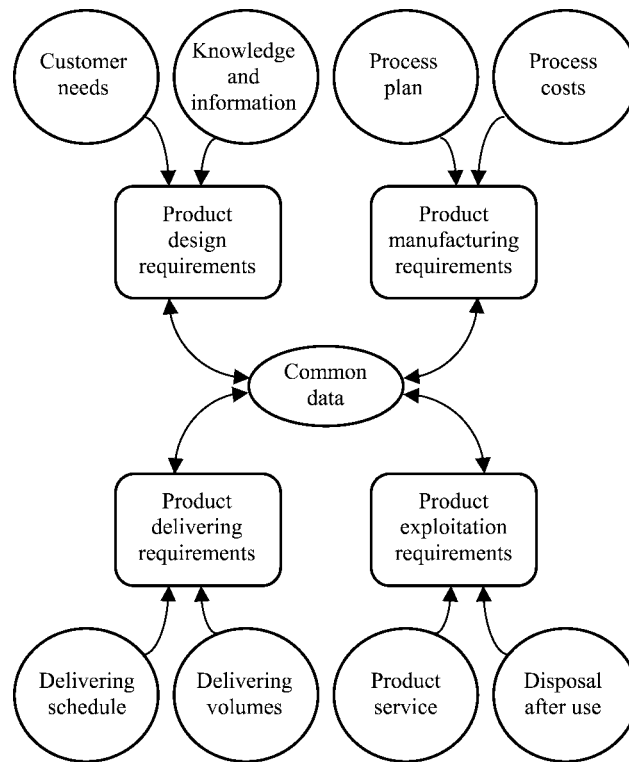 Customer
needs
Knowledge
and
information
Process
plan
Process
costs
Product
design
requirements
Product
manufacturing
requirements
Common
data
Product
delivering
requirements
Product
exploitation
requirements
Delivering
schedule
Delivering
volumes
Product
service
Disposal
after use